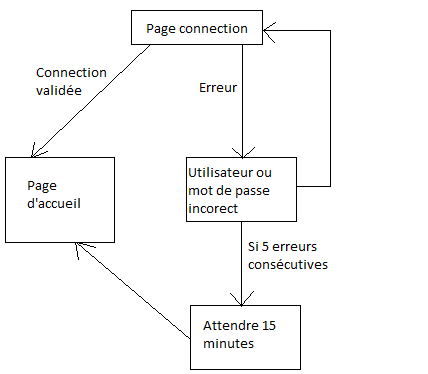 Page connection
Connection
validée
Erreur
Page
d'accueil
Utilisateur ou
mot de passe
incorect
Si 5 erreurs
consécutives
Attendre 15
minutes